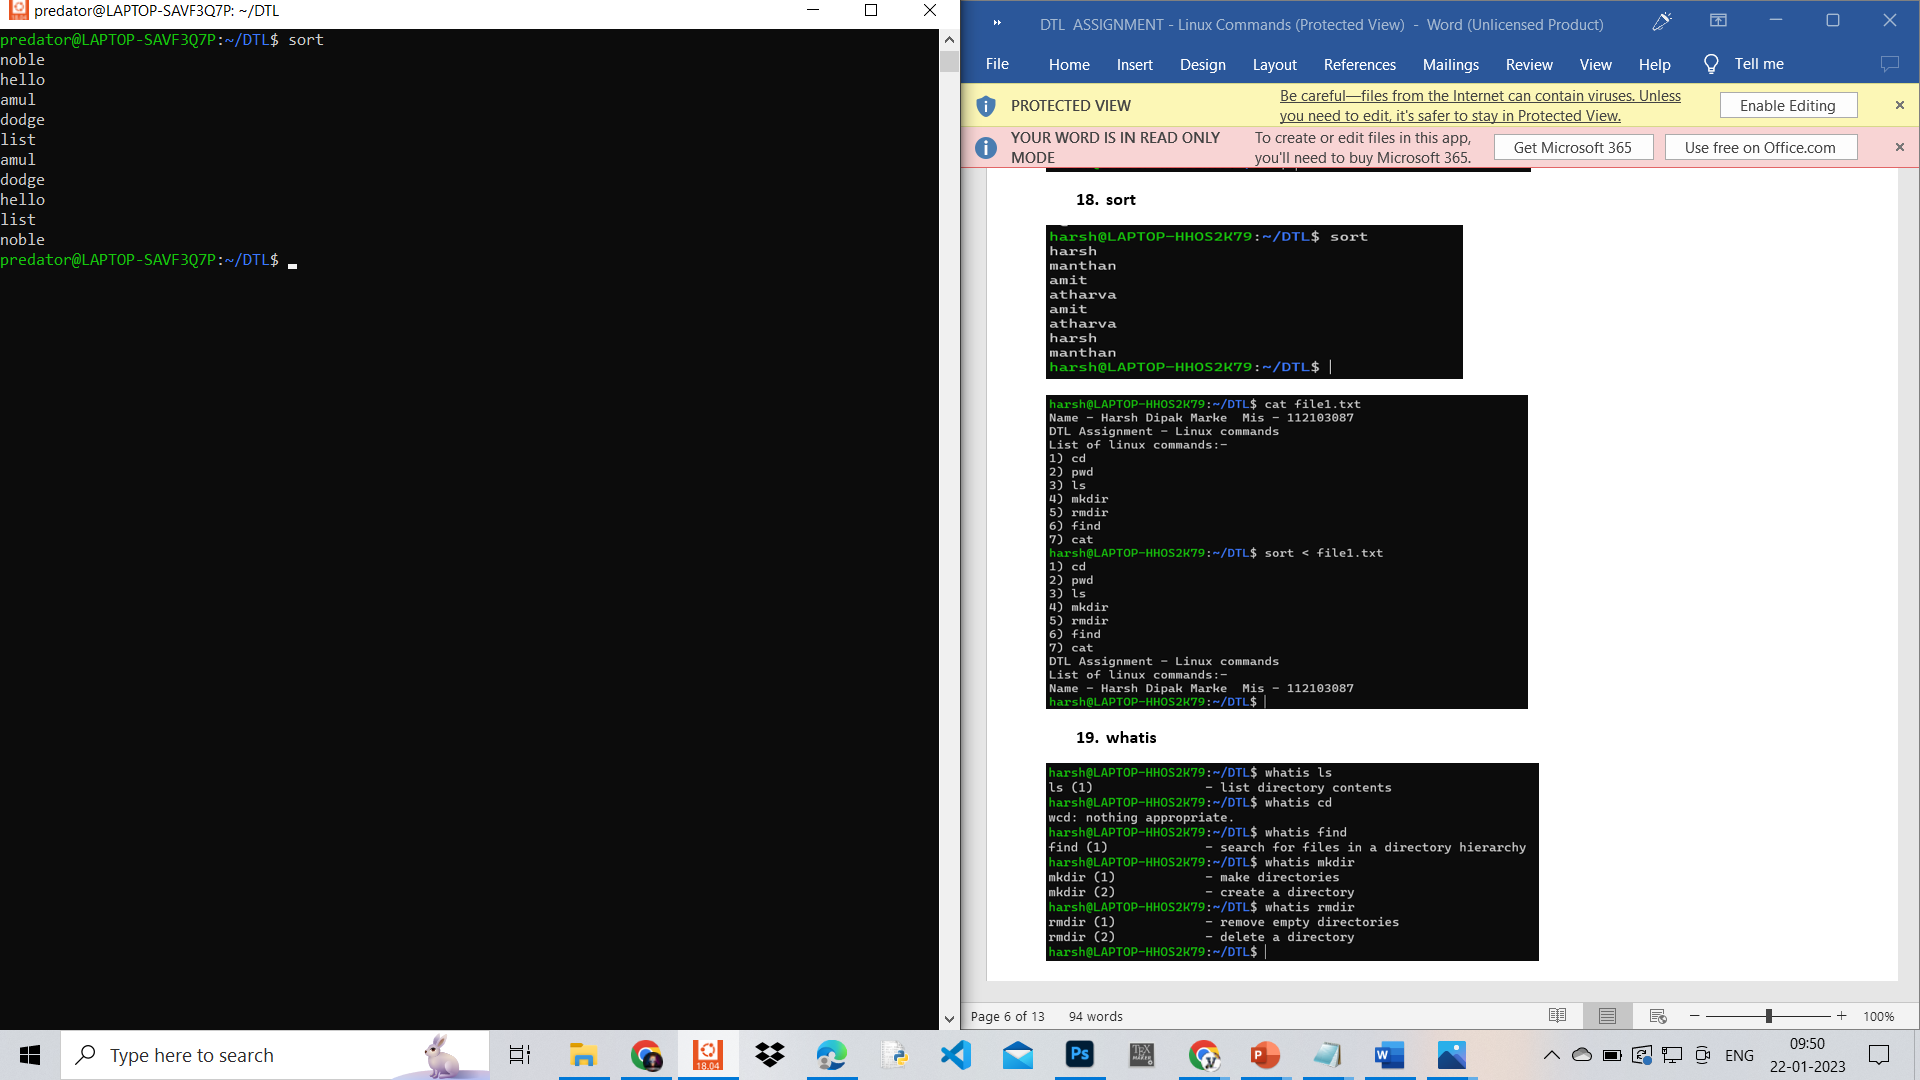 predator@LAPTOP-SAVF3Q7P: ~/DTL
predator@LAPTOP-SAVF3Q7P:~/DTL$ sort
noble
hello
amul
dodge
list
amul
dodge
hello
list
noble
predator@LAPTOP-SAVF3Q7P:~/DTL$
DTL ASSIGNMENT - Linux Commands (Protected View) - Word (Unlicensed Product)
File Home Insert Design Layout References Mailings Review View Help Tell me
PROTECTED VIEW
Be careful—files from the Internet can contain viruses. Unless
you need to edit, it's safer to stay in Protected View.
Enable Editing
YOUR WORD IS IN READ ONLY
MODE
To create or edit files in this app,
you'll need to buy Microsoft 365.
Get Microsoft 365
Use free on Office.com
18. sort
harsh@LAPTOP-HHOS2K79:~/DTL$ sort
harsh
manthan
amit
atharva
amit
atharva
harsh
manthan
harsh@LAPTOP-HHOS2K79:~/DTL$
harsh@LAPTOP-HHOS2K79:~/DTL$ cat file1.txt
Name - Harsh Dipak Marke  Mis - 112103087
DTL Assignment - Linux commands
List of linux commands:-
1) cd
2) pwd
3) ls
4) mkdir
5) rmdir
6) find
7) cat
harsh@LAPTOP-HHOS2K79:~/DTL$ sort < file1.txt
1) cd
2) pwd
3) ls
4) mkdir
5) rmdir
6) find
7) cat
DTL Assignment - Linux commands
List of linux commands:-
Name - Harsh Dipak Marke  Mis - 112103087
harsh@LAPTOP-HHOS2K79:~/DTL$
19. whatis
harsh@LAPTOP-HHOS2K79:~/DTL$ whatis ls
ls (1)               - list directory contents
harsh@LAPTOP-HHOS2K79:~/DTL$ whatis cd
wcd: nothing appropriate.
harsh@LAPTOP-HHOS2K79:~/DTL$ whatis find
find (1)             - search for files in a directory hierarchy
harsh@LAPTOP-HHOS2K79:~/DTL$ whatis mkdir
mkdir (1)            - make directories
mkdir (2)            - create a directory
harsh@LAPTOP-HHOS2K79:~/DTL$ whatis rmdir
rmdir (1)            - remove empty directories
rmdir (2)            - delete a directory
harsh@LAPTOP-HHOS2K79:~/DTL$
Page 6 of 13 94 words
100%
Type here to search
18.04
Ps
TEX
MAKER
ENG
09:50
22-01-2023